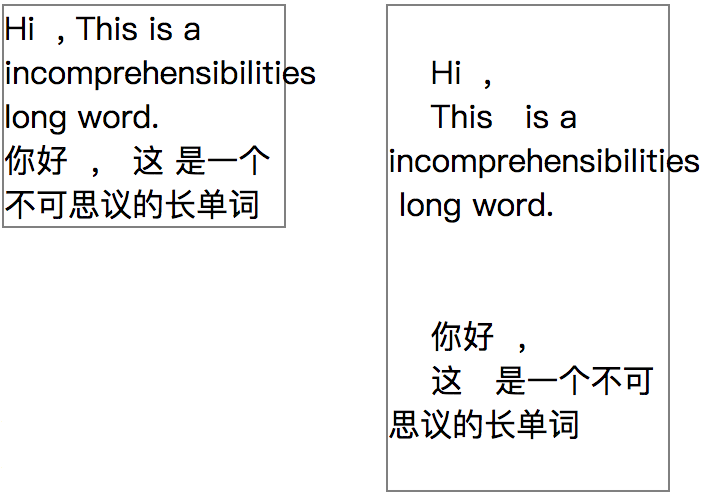 Hi  , This is a
incomprehensibilities
long word.
你好 ， 这 是一个
不可思议的长单词
Hi  ,
This   is a
incomprehensibilities
long word.
你好 ，
这   是一个不可
思议的长单词